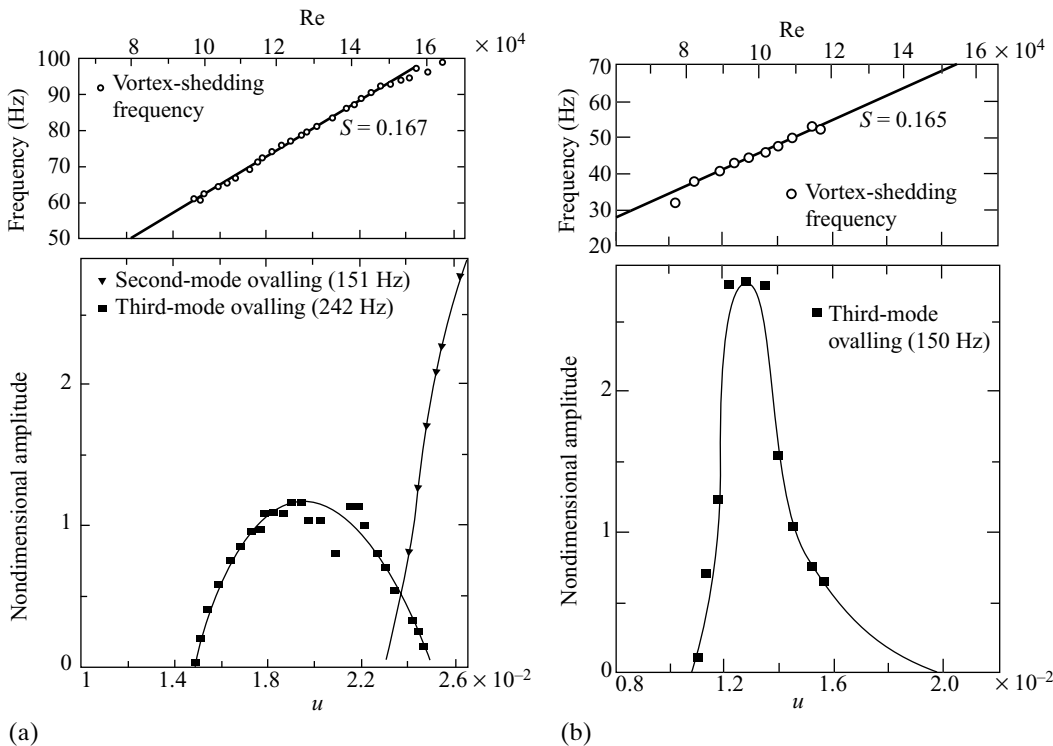 Re
8 10 12 14 16 × 10⁴
100
90
80
70
60
50
Frequency (Hz)
Vortex-shedding
frequency
S = 0.167
Second-mode ovalling (151 Hz)
Third-mode ovalling (242 Hz)
2
1
0
Nondimensional amplitude
1 1.4 1.8 2.2 2.6 × 10⁻²
u
(a)
Re
8 10 12 14 16 × 10⁴
70
60
50
40
30
20
Frequency (Hz)
S = 0.165
Vortex-shedding
frequency
Third-mode
ovalling (150 Hz)
2
1
0
Nondimensional amplitude
0.8 1.2 1.6 2.0 × 10⁻²
u
(b)